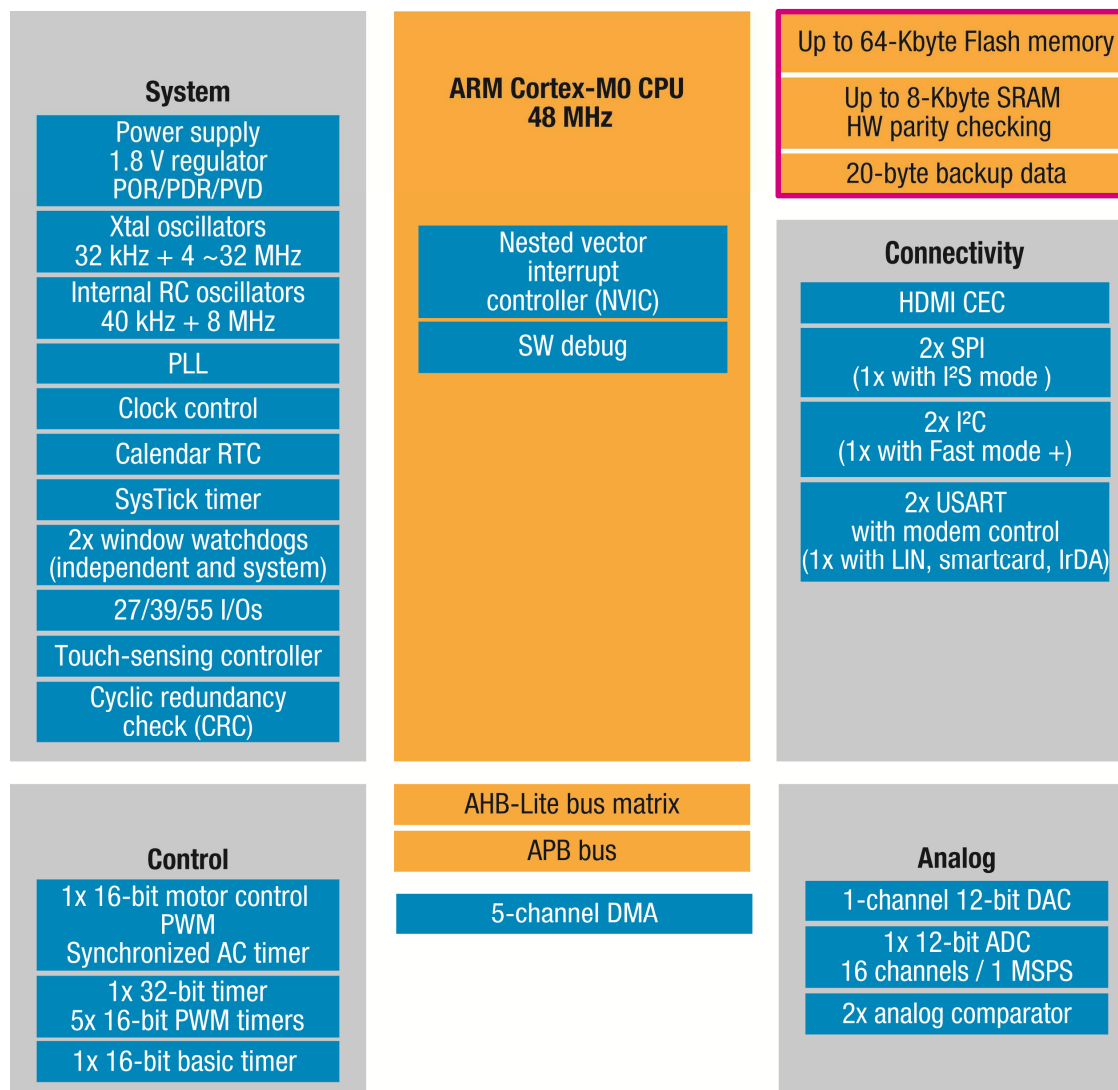 System
Power supply
1.8 V regulator
POR/PDR/PVD
Xtal oscillators
32 kHz + 4 ~32 MHz
Internal RC oscillators
40 kHz + 8 MHz
PLL
Clock control
Calendar RTC
SysTick timer
2x window watchdogs
(independent and system)
27/39/55 I/Os
Touch-sensing controller
Cyclic redundancy
check (CRC)
ARM Cortex-M0 CPU
48 MHz
Nested vector
interrupt
controller (NVIC)
SW debug
Up to 64-Kbyte Flash memory
Up to 8-Kbyte SRAM
HW parity checking
20-byte backup data
Connectivity
HDMI CEC
2x SPI
(1x with I²S mode )
2x I²C
(1x with Fast mode +)
2x USART
with modem control
(1x with LIN, smartcard, IrDA)
Control
1x 16-bit motor control
PWM
Synchronized AC timer
1x 32-bit timer
5x 16-bit PWM timers
1x 16-bit basic timer
AHB-Lite bus matrix
APB bus
5-channel DMA
Analog
1-channel 12-bit DAC
1x 12-bit ADC
16 channels / 1 MSPS
2x analog comparator